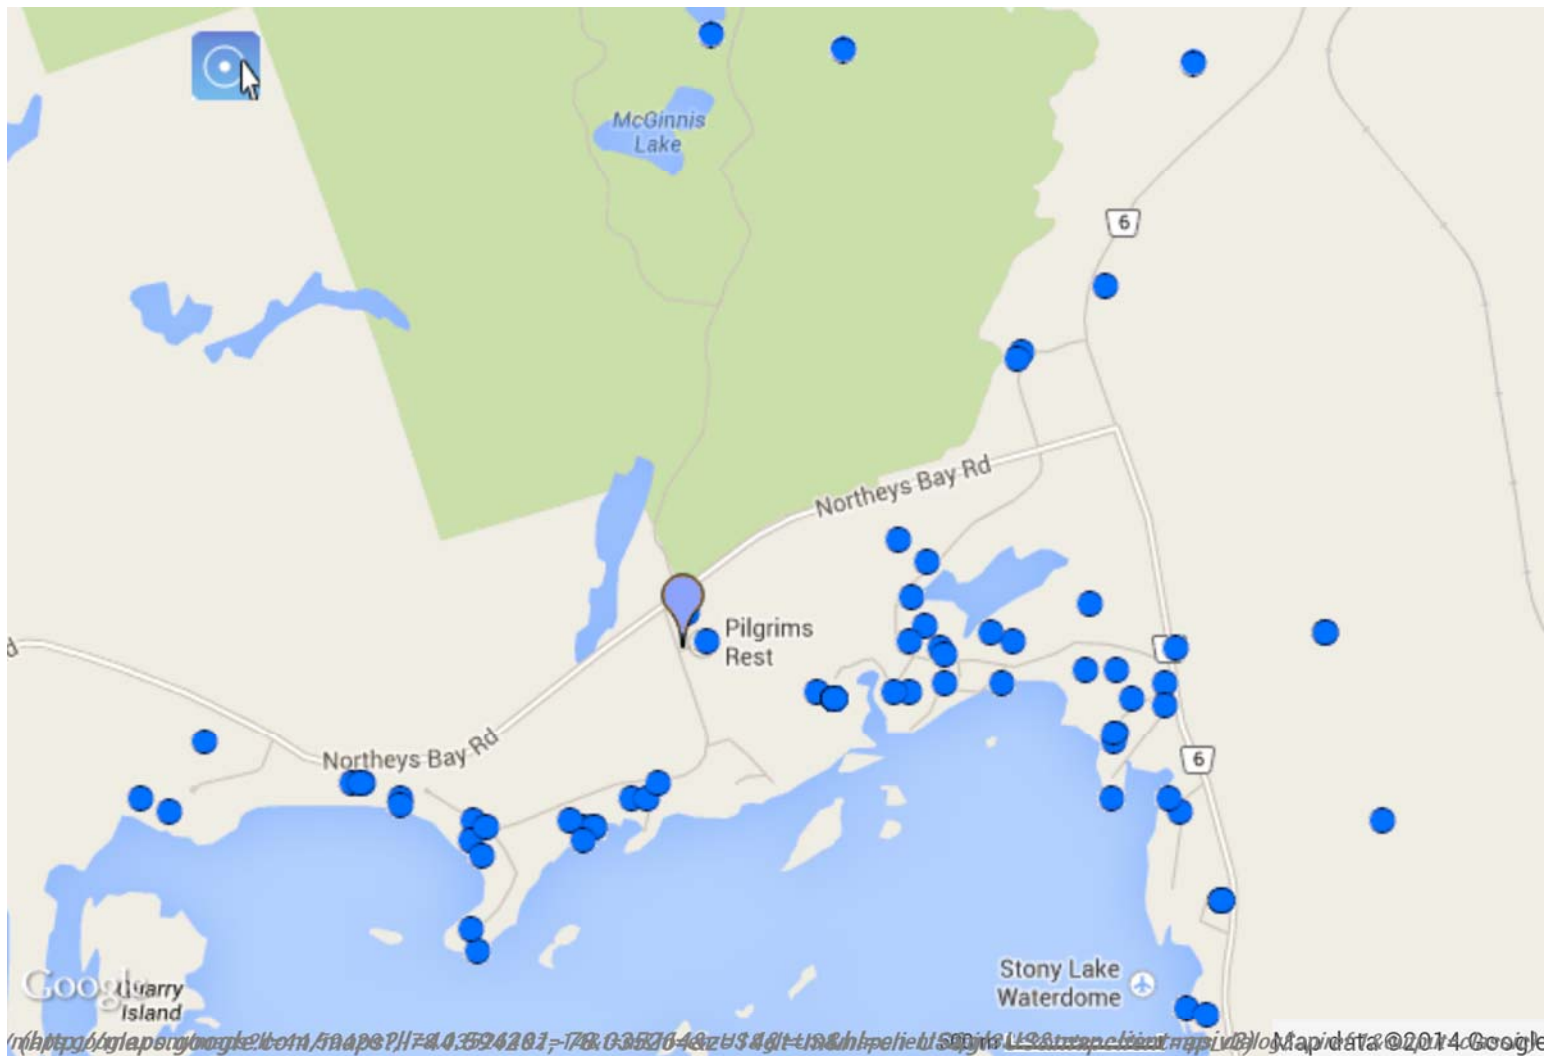 McGinnis
Lake
6
Northeys Bay Rd
Pilgrims
Rest
Northeys Bay Rd
6
Stony Lake
Waterdome
Google
Quarry
Island
Map data ©2014 Google